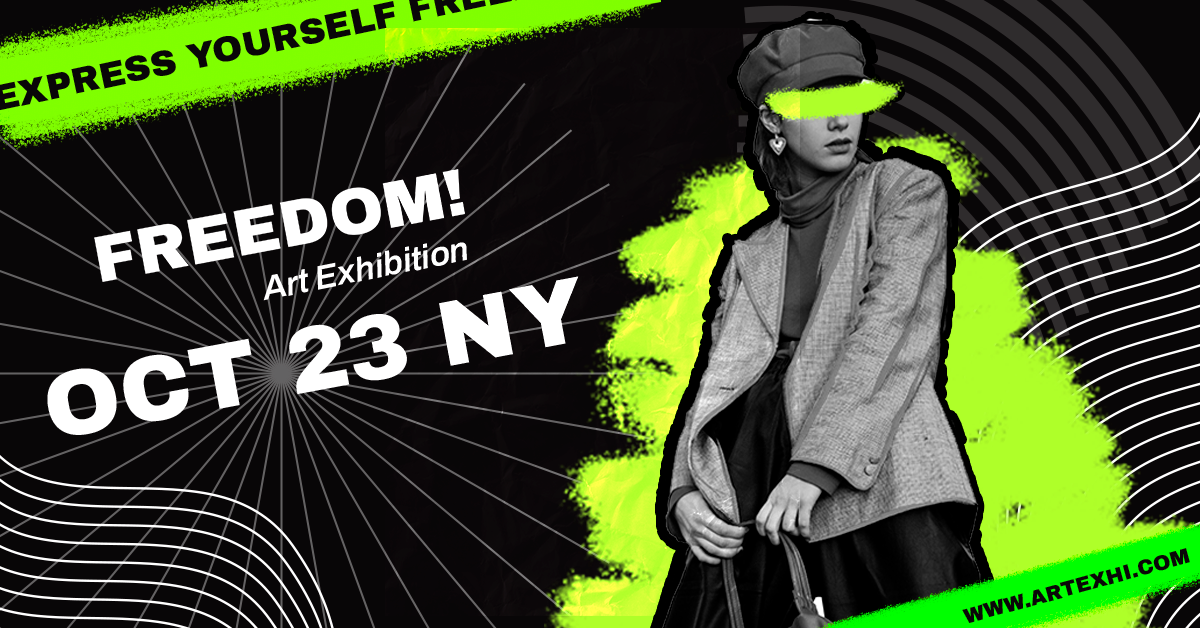 EXPRESS YOURSELF
FREEDOM!
Art Exhibition
OCT 23 NY
WWW.ARTEXHI.COM